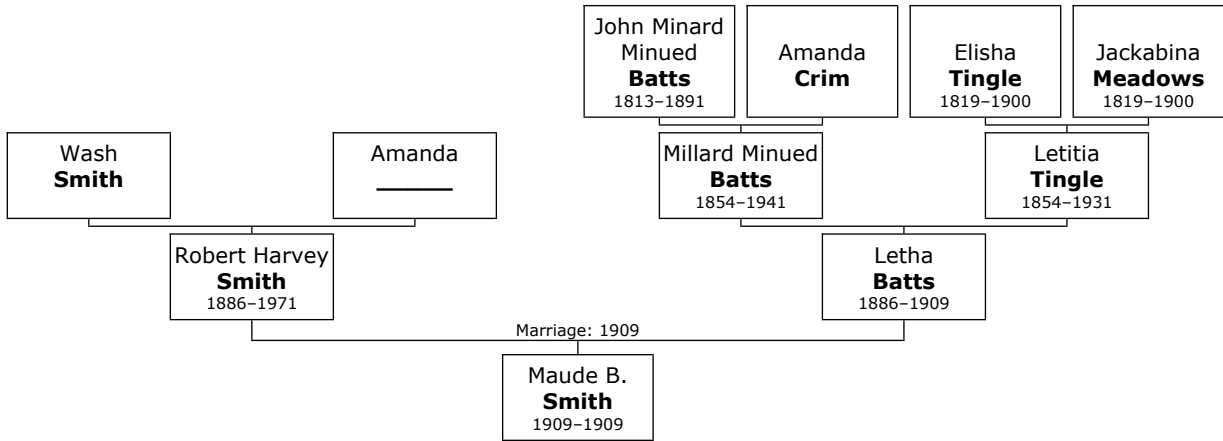 John Minard
Minued
Batts
1813–1891
Amanda
Crim
Elisha
Tingle
1819–1900
Jackabina
Meadows
1819–1900
Wash
Smith
Amanda
Millard Minued
Batts
1854–1941
Letitia
Tingle
1854–1931
Robert Harvey
Smith
1886–1971
Letha
Batts
1886–1909
Marriage: 1909
Maude B.
Smith
1909–1909